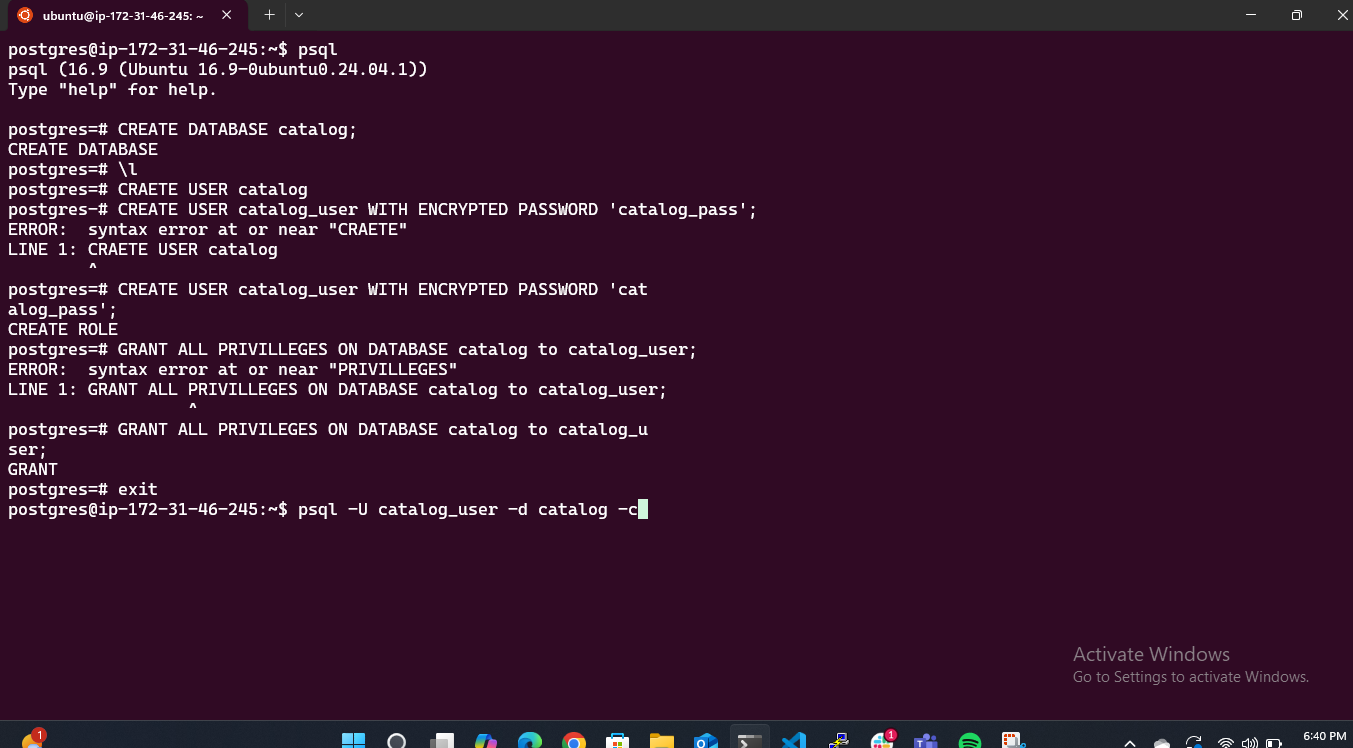 ubuntu@ip-172-31-46-245: ~
postgres@ip-172-31-46-245:~$ psql
psql (16.9 (Ubuntu 16.9-0ubuntu0.24.04.1))
Type "help" for help.
postgres=# CREATE DATABASE catalog;
CREATE DATABASE
postgres=# \l
postgres=# CRAETE USER catalog
postgres-# CREATE USER catalog_user WITH ENCRYPTED PASSWORD 'catalog_pass';
ERROR:  syntax error at or near "CRAETE"
LINE 1: CRAETE USER catalog
^
postgres=# CREATE USER catalog_user WITH ENCRYPTED PASSWORD 'cat
alog_pass';
CREATE ROLE
postgres=# GRANT ALL PRIVILLEGES ON DATABASE catalog to catalog_user;
ERROR:  syntax error at or near "PRIVILLEGES"
LINE 1: GRANT ALL PRIVILLEGES ON DATABASE catalog to catalog_user;
^
postgres=# GRANT ALL PRIVILEGES ON DATABASE catalog to catalog_u
ser;
GRANT
postgres=# exit
postgres@ip-172-31-46-245:~$ psql -U catalog_user -d catalog -c
Activate Windows
Go to Settings to activate Windows.
1
1
6:40 PM